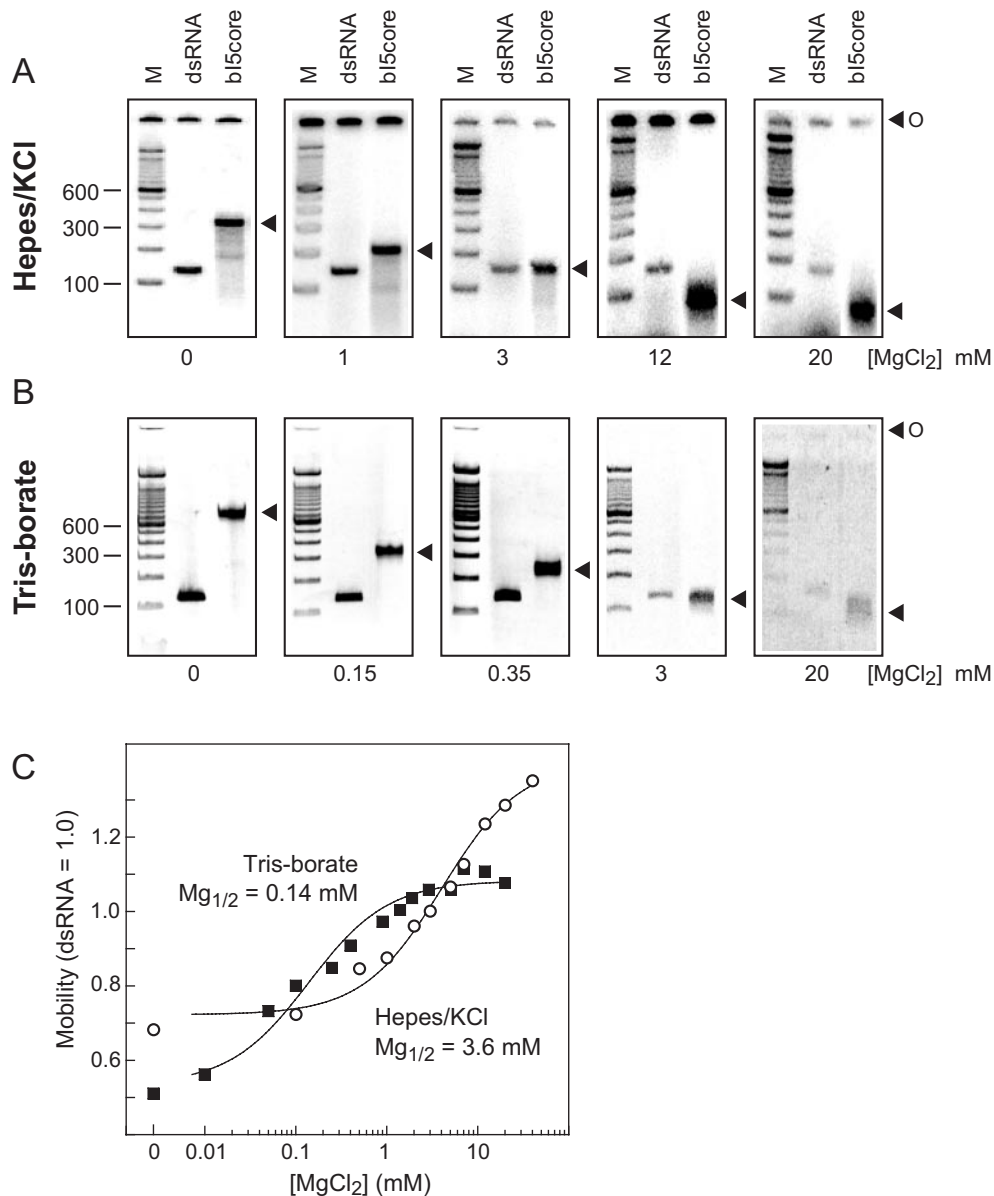 A
M dsRNA bI5core M dsRNA bI5core M dsRNA bI5core M dsRNA bI5core M dsRNA bI5core
Hepes/KCl
O
600
300
100
0 1 3 12 20 [MgCl2] mM
B
Tris-borate
O
600
300
100
0 0.15 0.35 3 20 [MgCl2] mM
C
Mobility (dsRNA = 1.0)
1.2
1.0
0.8
0.6
Tris-borate
Mg1/2 = 0.14 mM
Hepes/KCl
Mg1/2 = 3.6 mM
0 0.01 0.1 1 10
[MgCl2] (mM)